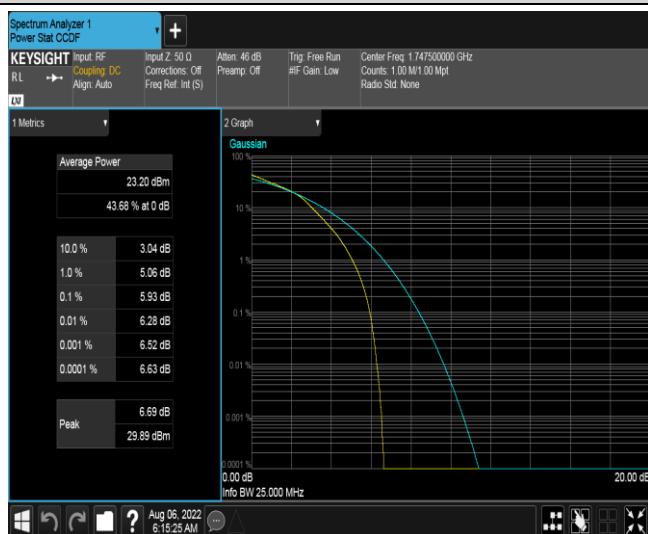 Spectrum Analyzer 1
Power Stat CCDF
+
KEYSIGHT
RL
LXI
Input: RF
Coupling: DC
Align: Auto
Input Z: 50 Ω
Corrections: Off
Freq Ref: Int (S)
Atten: 46 dB
Preamp: Off
Trig: Free Run
#IF Gain: Low
Center Freq: 1.747500000 GHz
Counts: 1.00 M/1.00 Mpt
Radio Std: None
1 Metrics
Average Power
23.20 dBm
43.68 % at 0 dB
10.0 % 3.04 dB
1.0 % 5.06 dB
0.1 % 5.93 dB
0.01 % 6.28 dB
0.001 % 6.52 dB
0.0001 % 6.63 dB
Peak
6.69 dB
29.89 dBm
2 Graph
Gaussian
100 %
10 %
1 %
0.1 %
0.01 %
0.001 %
0.0001 %
0.00 dB
20.00 dB
Info BW 25.000 MHz
?
Aug 06, 2022
6:15:25 AM